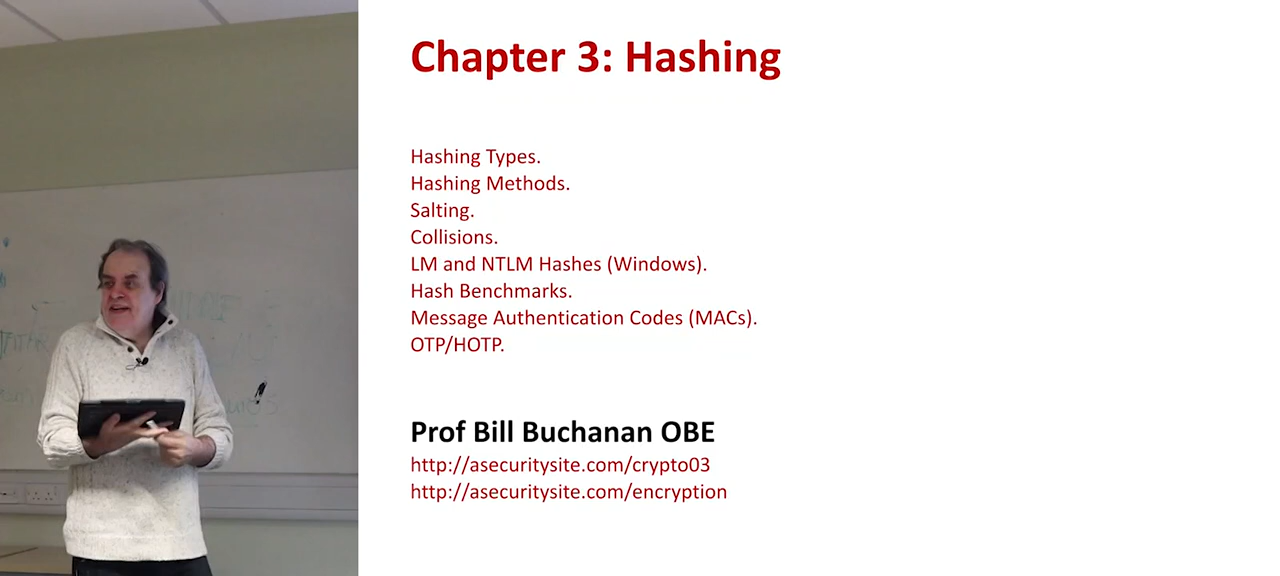 Chapter 3: Hashing
Hashing Types.
Hashing Methods.
Salting.
Collisions.
LM and NTLM Hashes (Windows).
Hash Benchmarks.
Message Authentication Codes (MACs).
OTP/HOTP.
Prof Bill Buchanan OBE
http://asecuritysite.com/crypto03
http://asecuritysite.com/encryption